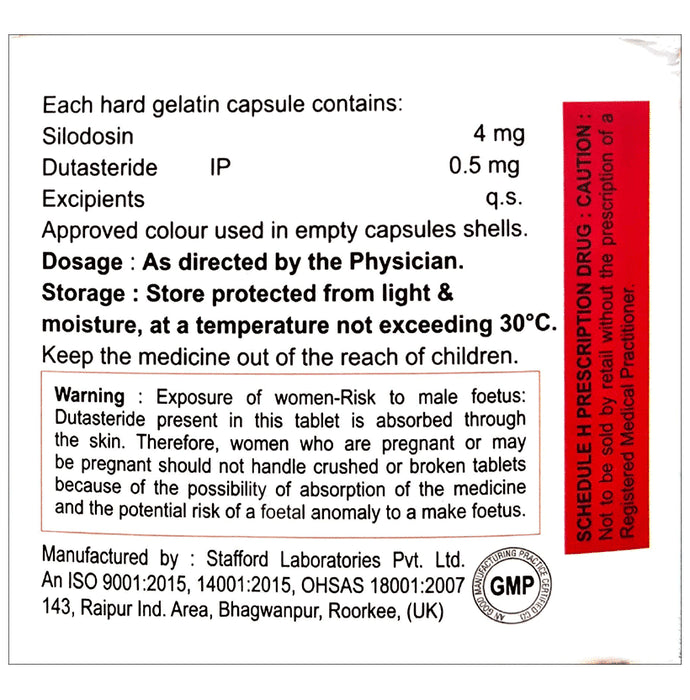 Each hard gelatin capsule contains:
Silodosin 4 mg
Dutasteride IP 0.5 mg
Excipients q.s.
Approved colour used in empty capsules shells.
Dosage : As directed by the Physician.
Storage : Store protected from light &
moisture, at a temperature not exceeding 30°C.
Keep the medicine out of the reach of children.
Warning : Exposure of women-Risk to male foetus:
Dutasteride present in this tablet is absorbed through
the skin. Therefore, women who are pregnant or may
be pregnant should not handle crushed or broken tablets
because of the possibility of absorption of the medicine
and the potential risk of a foetal anomaly to a make foetus.
Manufactured by : Stafford Laboratories Pvt. Ltd.
An ISO 9001:2015, 14001:2015, OHSAS 18001:2007
143, Raipur Ind. Area, Bhagwanpur, Roorkee, (UK)
AN GOOD MANUFACTURING PRACTICE CERTIFIED CO
GMP
SCHEDULE H PRESCRIPTION DRUG : CAUTION :
Not to be sold by retail without the prescription of a
Registered Medical Practitioner.